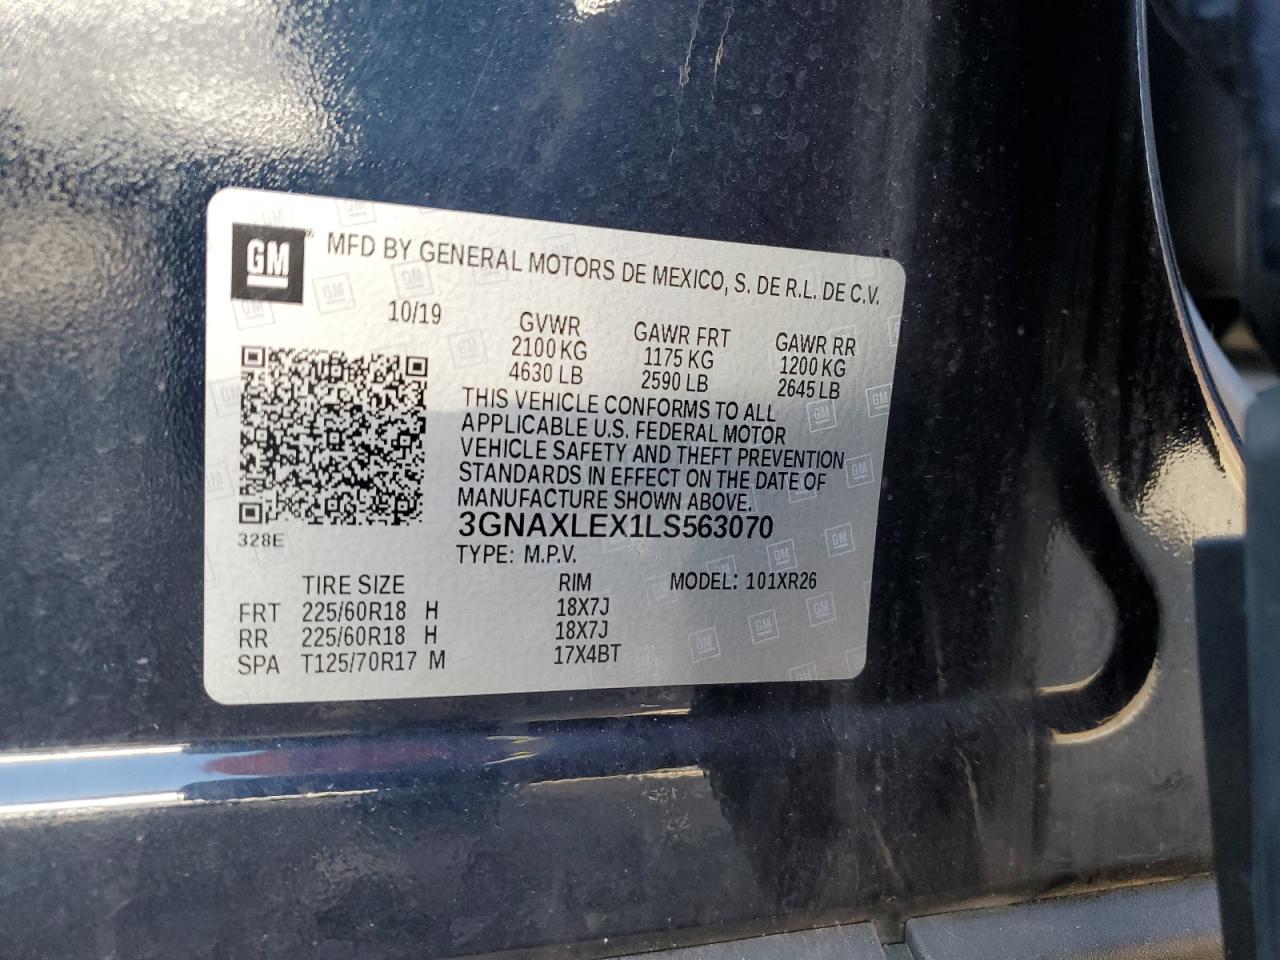 GM ® MFD BY GENERAL MOTORS DE MEXICO, S. DE R.L. DE C.V.
10/19
GVWR GAWR FRT GAWR RR
2100 KG 1175 KG 1200 KG
4630 LB 2590 LB 2645 LB
THIS VEHICLE CONFORMS TO ALL
APPLICABLE U.S. FEDERAL MOTOR
VEHICLE SAFETY AND THEFT PREVENTION
STANDARDS IN EFFECT ON THE DATE OF
MANUFACTURE SHOWN ABOVE.
328E
3GNAXLEX1LS563070
TYPE: M.P.V.
TIRE SIZE RIM MODEL: 101XR26
FRT 225/60R18 H 18X7J
RR 225/60R18 H 18X7J
SPA T125/70R17 M 17X4BT